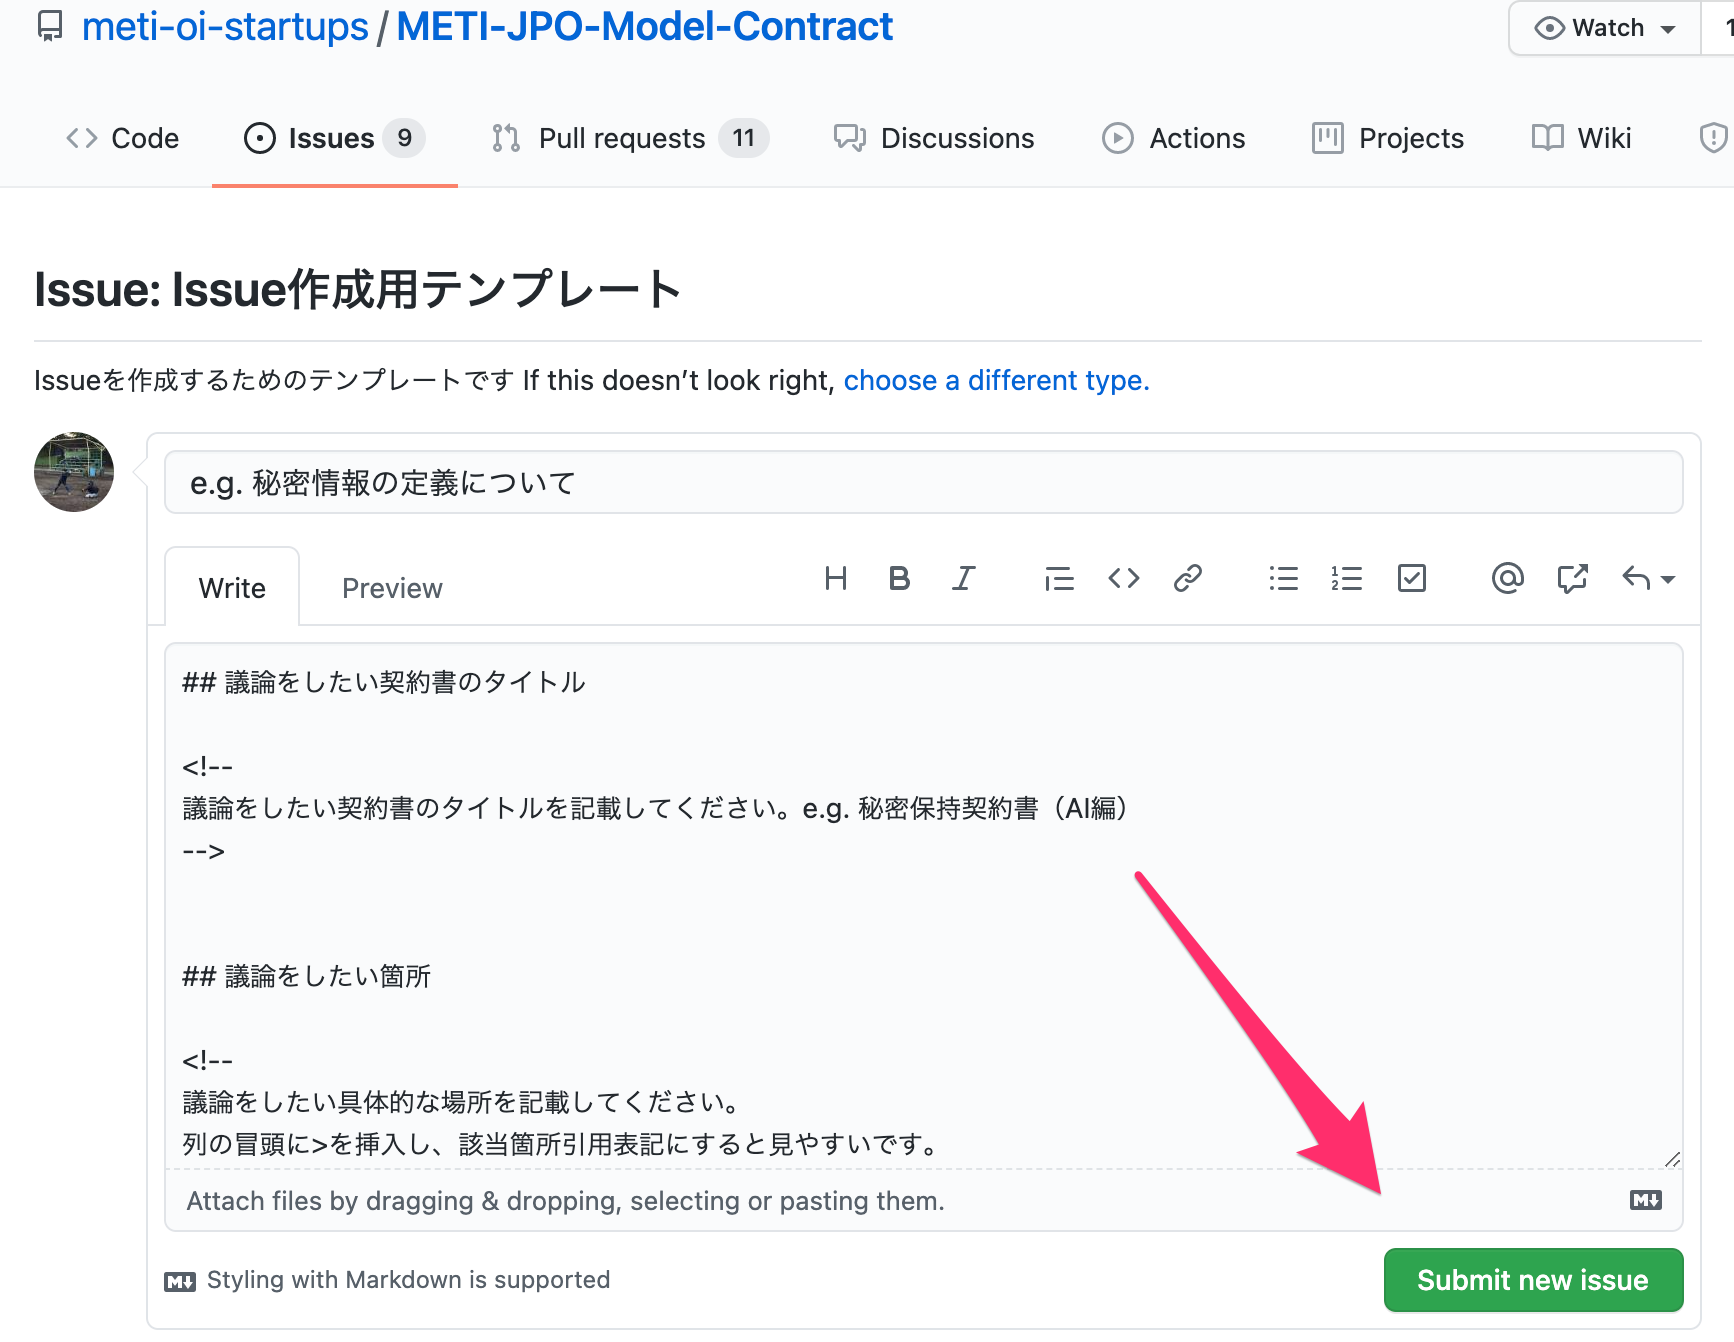 meti-oi-startups / METI-JPO-Model-Contract
Watch 1
Code Issues 9 Pull requests 11 Discussions Actions Projects Wiki
Issue: Issue作成用テンプレート
Issueを作成するためのテンプレートです If this doesn't look right, choose a different type.
e.g. 秘密情報の定義について
Write Preview
## 議論をしたい契約書のタイトル
<!--
議論をしたい契約書のタイトルを記載してください。e.g. 秘密保持契約書（AI編）
-->
## 議論をしたい箇所
<!--
議論をしたい具体的な場所を記載してください。
列の冒頭に>を挿入し、該当箇所引用表記にすると見やすいです。
Attach files by dragging & dropping, selecting or pasting them.
Styling with Markdown is supported
Submit new issue